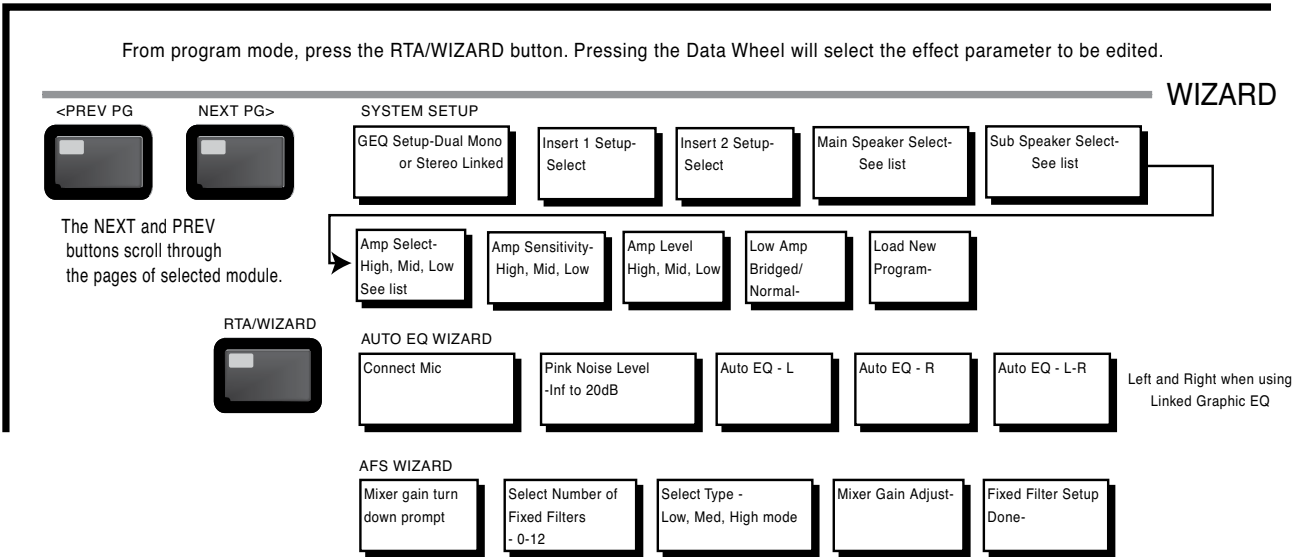 From program mode, press the RTA/WIZARD button. Pressing the Data Wheel will select the effect parameter to be edited.
WIZARD
<PREV PG
NEXT PG>
The NEXT and PREV
buttons scroll through
the pages of selected module.
RTA/WIZARD
SYSTEM SETUP
GEQ Setup-Dual Mono
or Stereo Linked
Insert 1 Setup-
Select
Insert 2 Setup-
Select
Main Speaker Select-
See list
Sub Speaker Select-
See list
Amp Select-
High, Mid, Low
See list
Amp Sensitivity-
High, Mid, Low
Amp Level
High, Mid, Low
Low Amp
Bridged/
Normal-
Load New
Program-
AUTO EQ WIZARD
Connect Mic
Pink Noise Level
-Inf to 20dB
Auto EQ - L
Auto EQ - R
Auto EQ - L-R
Left and Right when using
Linked Graphic EQ
AFS WIZARD
Mixer gain turn
down prompt
Select Number of
Fixed Filters
- 0-12
Select Type -
Low, Med, High mode
Mixer Gain Adjust-
Fixed Filter Setup
Done-